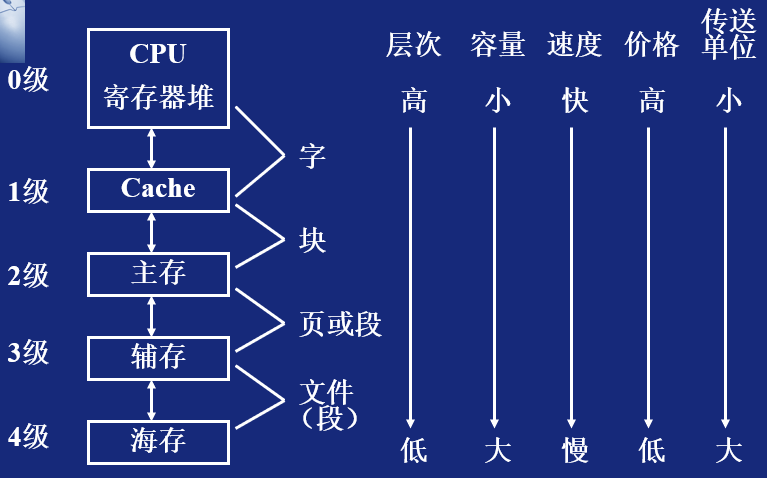 CPU
寄存器堆
Cache
主存
辅存
海存
0级
1级
2级
3级
4级
字
块
页或段
文件
（段）
层次
容量
速度
价格
传送
单位
高
小
快
高
小
低
大
慢
低
大